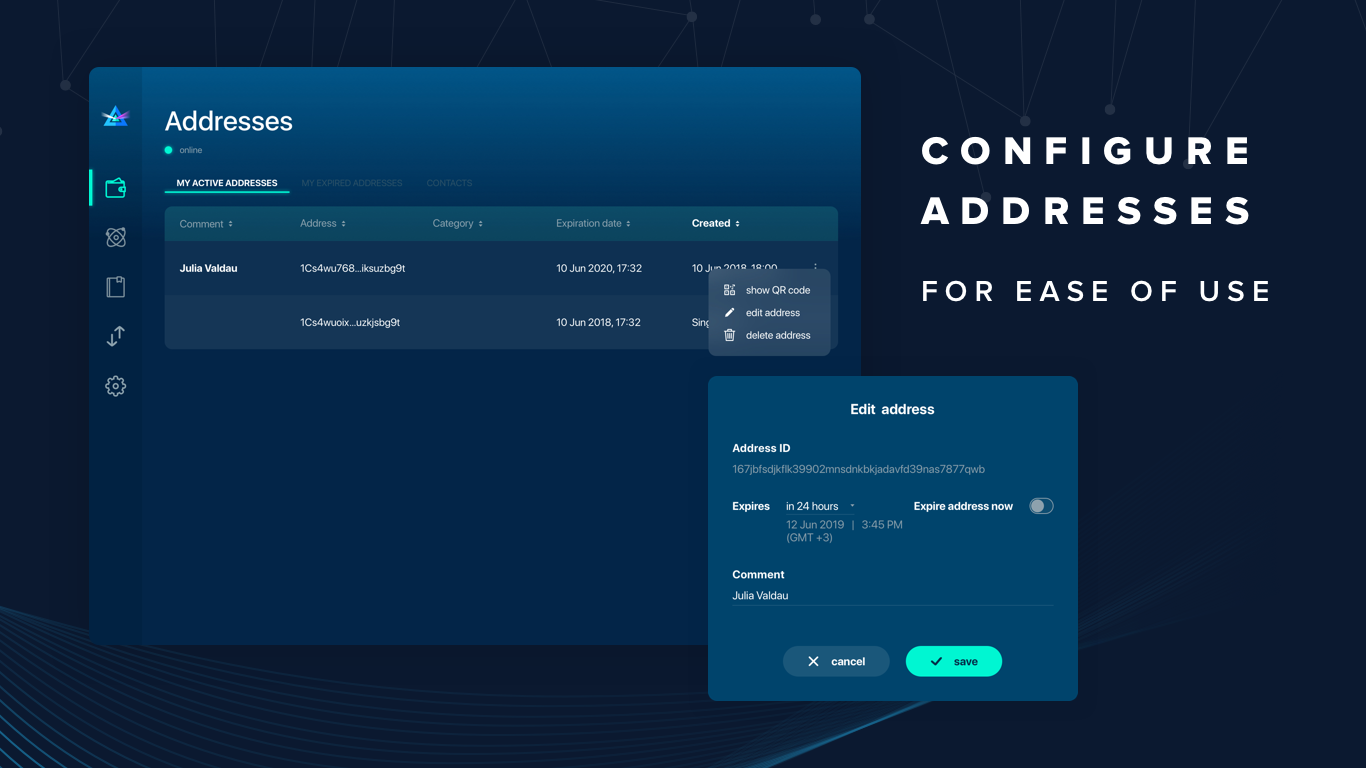 Addresses
online
MY ACTIVE ADDRESSES MY EXPIRED ADDRESSES CONTACTS
Comment Address Category Expiration date Created
Julia Valdau 1Cs4wu768...iksuzbg9t 10 Jun 2020, 17:32 10 Jun 2018, 18:00
1Cs4wuoix...uzkjsbg9t 10 Jun 2018, 17:32 Sing
show QR code
edit address
delete address
CONFIGURE
ADDRESSES
FOR EASE OF USE
Edit address
Address ID
167jbfsdjkflk39902mnsdnkbkjadavfd39nas7877qwb
Expires in 24 hours Expire address now
12 Jun 2019 | 3:45 PM
(GMT +3)
Comment
Julia Valdau
cancel save